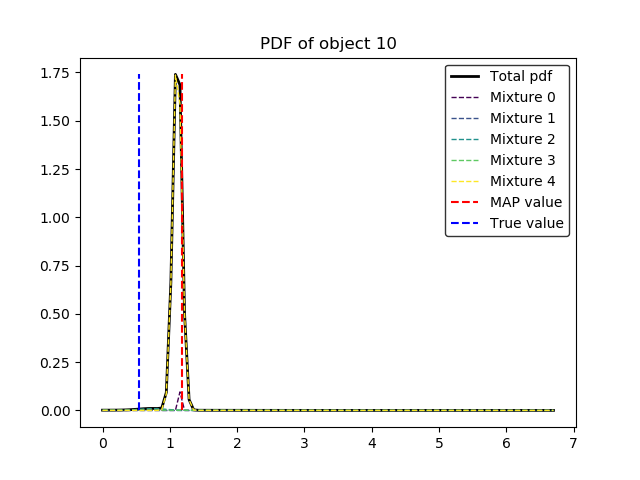 PDF of object 10
1.75
1.50
1.25
1.00
0.75
0.50
0.25
0.00
0 1 2 3 4 5 6 7
Total pdf
Mixture 0
Mixture 1
Mixture 2
Mixture 3
Mixture 4
MAP value
True value